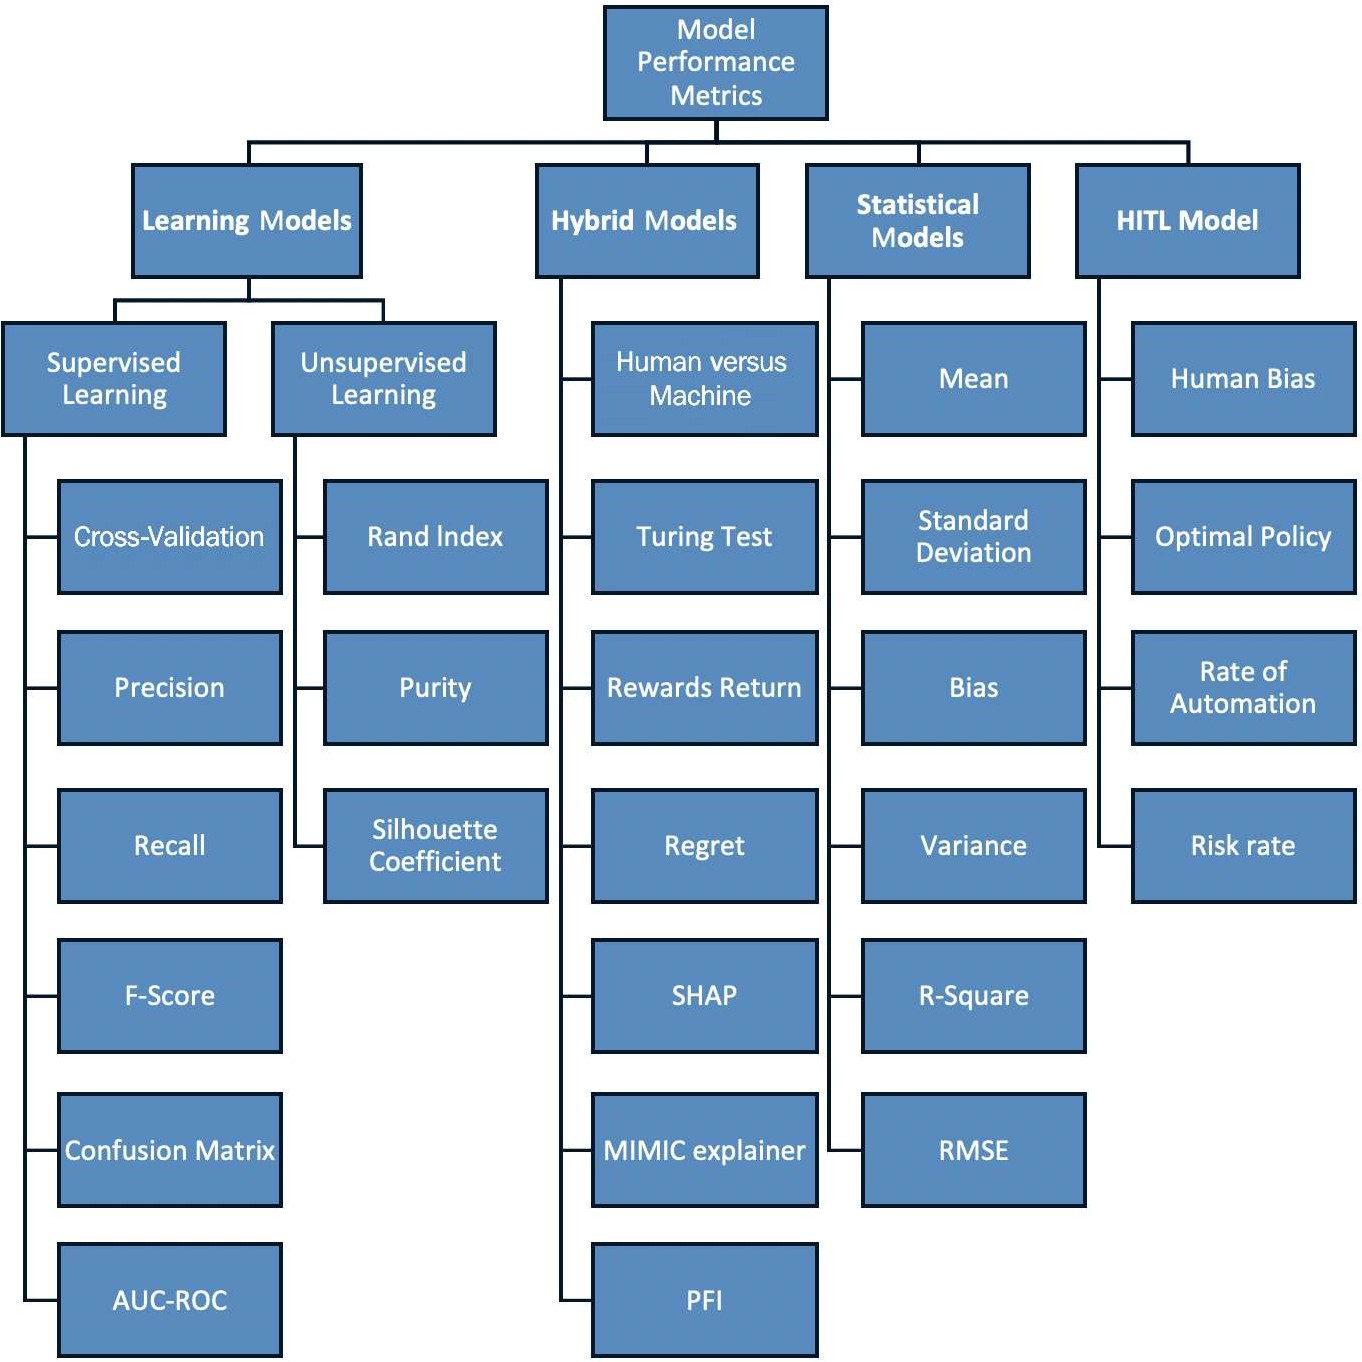 Model
Performance
Metrics
Learning Models
Hybrid Models
Statistical
Models
HITL Model
Supervised
Learning
Unsupervised
Learning
Cross-Validation
Precision
Recall
F-Score
Confusion Matrix
AUC-ROC
Rand Index
Purity
Silhouette
Coefficient
Human versus
Machine
Turing Test
Rewards Return
Regret
SHAP
MIMIC explainer
PFI
Mean
Standard
Deviation
Bias
Variance
R-Square
RMSE
Human Bias
Optimal Policy
Rate of
Automation
Risk rate